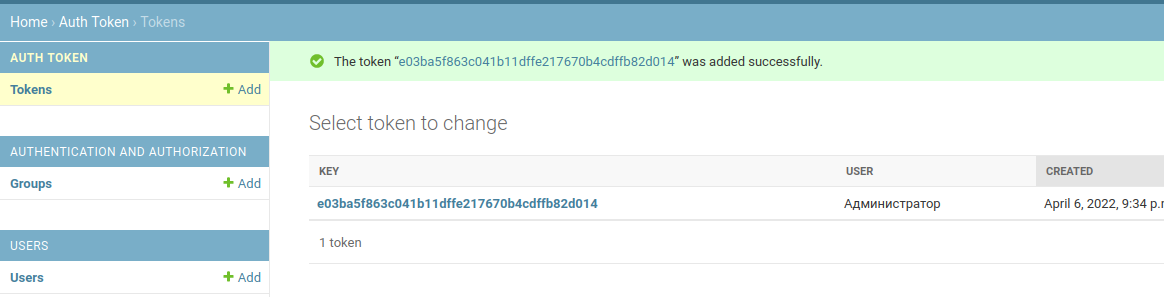 Home › Auth Token › Tokens
AUTH TOKEN
Tokens + Add
AUTHENTICATION AND AUTHORIZATION
Groups + Add
USERS
Users + Add
The token “e03ba5f863c041b11dffe217670b4cdffb82d014” was added successfully.
Select token to change
KEY USER CREATED
e03ba5f863c041b11dffe217670b4cdffb82d014 Администратор April 6, 2022, 9:34 p.
1 token